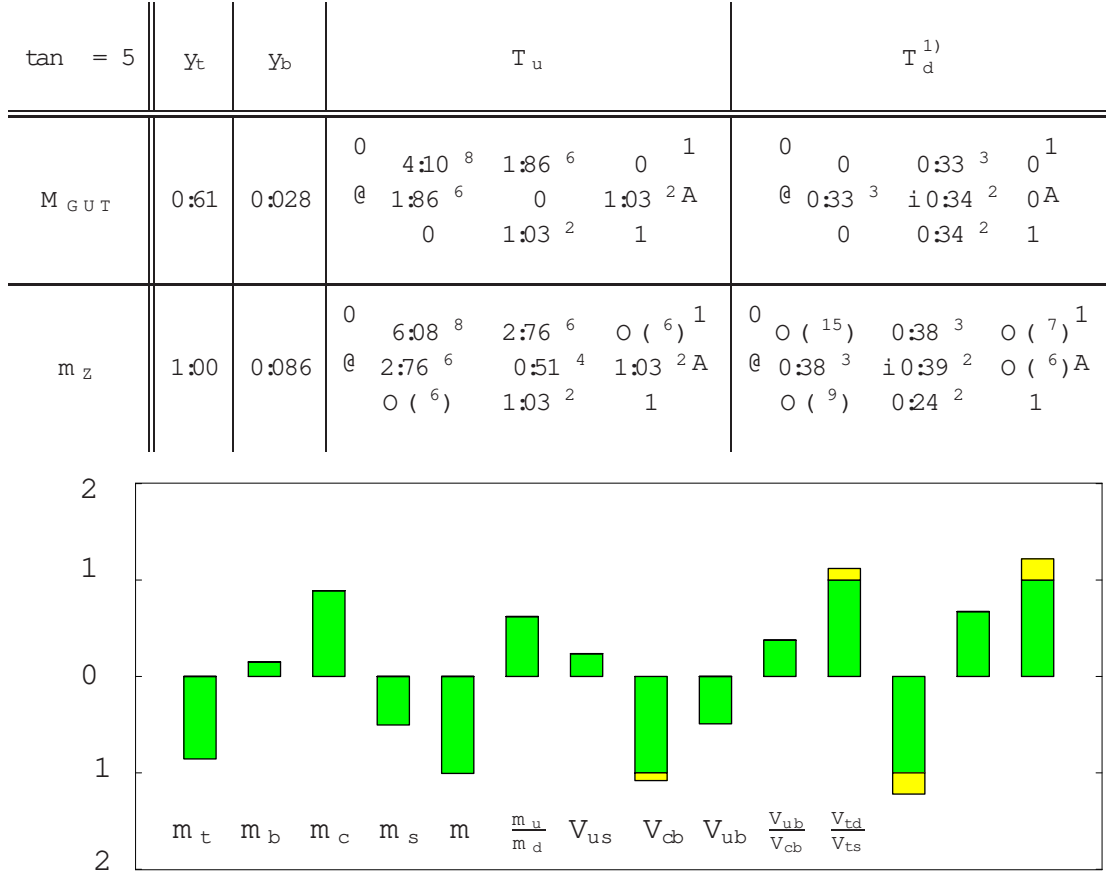 tan = 5 y_t y_b T_u T_d^1)
0 4:10 ^8 1:86 ^6 0 1 0 0 0:33 ^3 0 1
M_GUT 0:61 0:028 @ 1:86 ^6 0 1:03 ^2 A @ 0:33 ^3 i0:34 ^2 0 A
0 1:03 ^2 1 0 0:34 ^2 1
0 6:08 ^8 2:76 ^6 O(^6) 1 0 O(^15) 0:38 ^3 O(^7) 1
m_Z 1:00 0:086 @ 2:76 ^6 0:51 ^4 1:03 ^2 A @ 0:38 ^3 i0:39 ^2 O(^6) A
O(^6) 1:03 ^2 1 O(^9) 0:24 ^2 1
2
1
0
1
m_t m_b m_c m_s m m_u/m_d V_us V_cb V_ub V_ub/V_cb V_td/V_ts
2